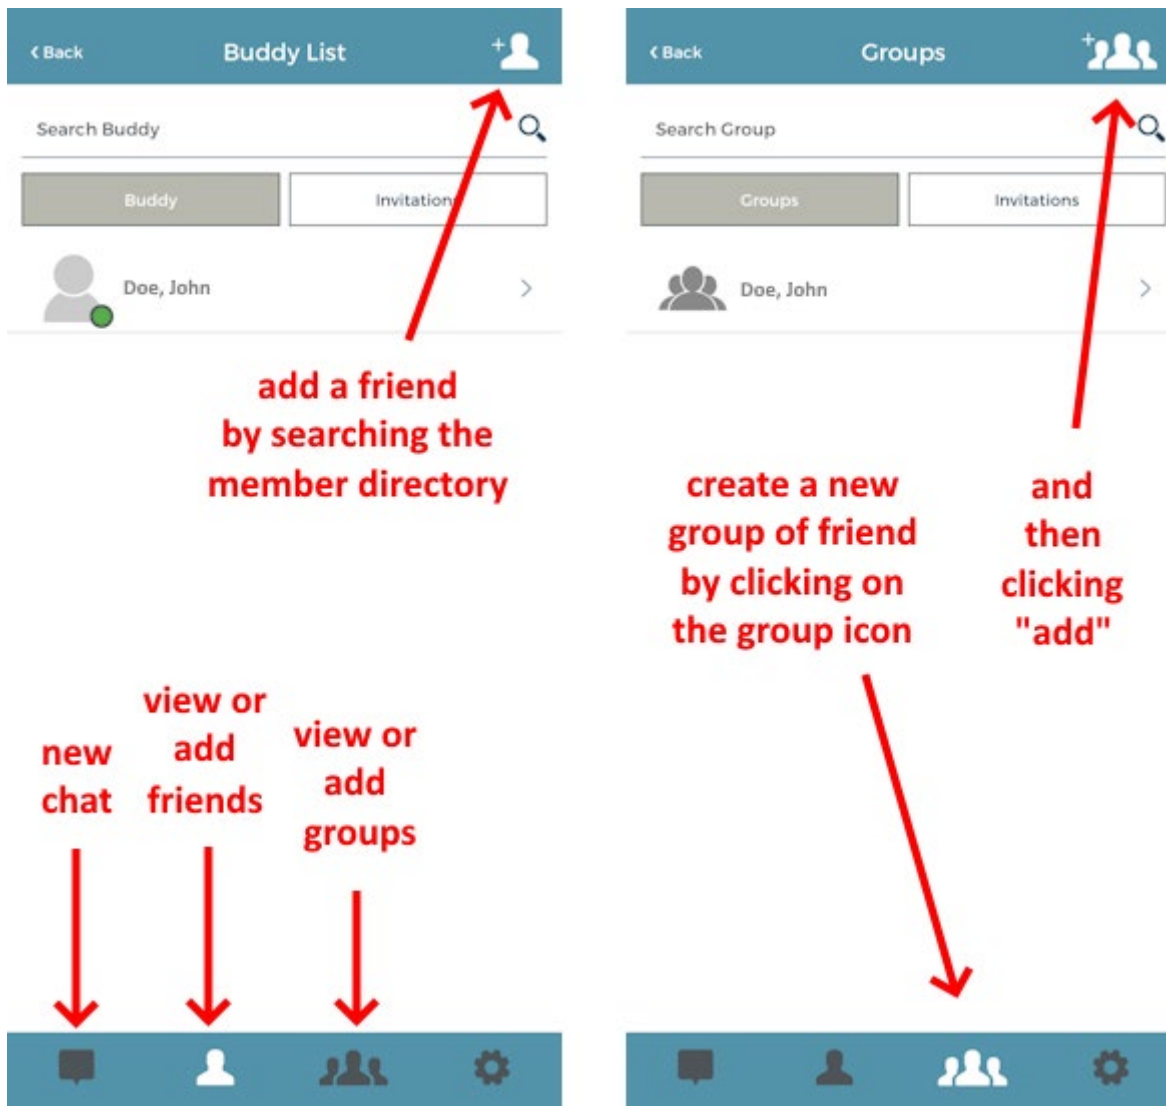 Back
Buddy List
+
Search Buddy
Buddy
Invitations
Doe, John
add a friend
by searching the
member directory
new
chat
view or
add
friends
view or
add
groups
Back
Groups
+
Search Group
Groups
Invitations
Doe, John
create a new
group of friend
by clicking on
the group icon
and
then
clicking
"add"